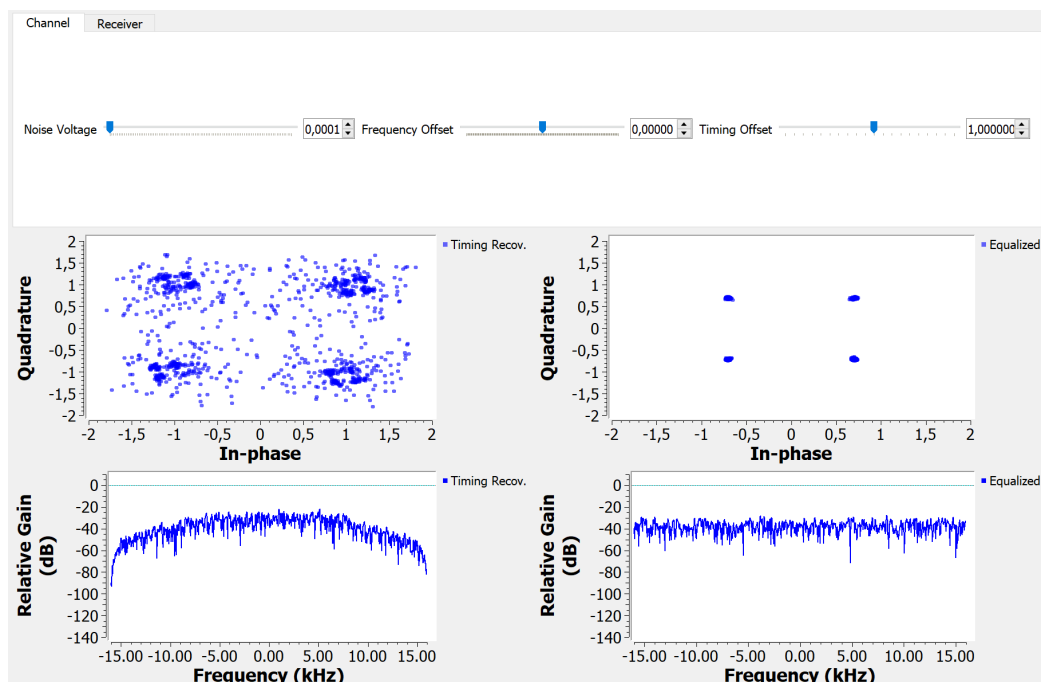 Channel Receiver
Noise Voltage 0,0001 Frequency Offset 0,00000 Timing Offset 1,000000
2
1,5
1
0,5
0
-0,5
-1
-1,5
-2
Quadrature
-2 -1,5 -1 -0,5 0 0,5 1 1,5 2
In-phase
Timing Recov.
2
1,5
1
0,5
0
-0,5
-1
-1,5
-2
Quadrature
-2 -1,5 -1 -0,5 0 0,5 1 1,5 2
In-phase
Equalized
0
-20
-40
-60
-80
-100
-120
-140
Relative Gain
(dB)
-15.00 -10.00 -5.00 0.00 5.00 10.00 15.00
Frequency (kHz)
Timing Recov.
0
-20
-40
-60
-80
-100
-120
-140
Relative Gain
(dB)
-15.00 -10.00 -5.00 0.00 5.00 10.00 15.00
Frequency (kHz)
Equalized